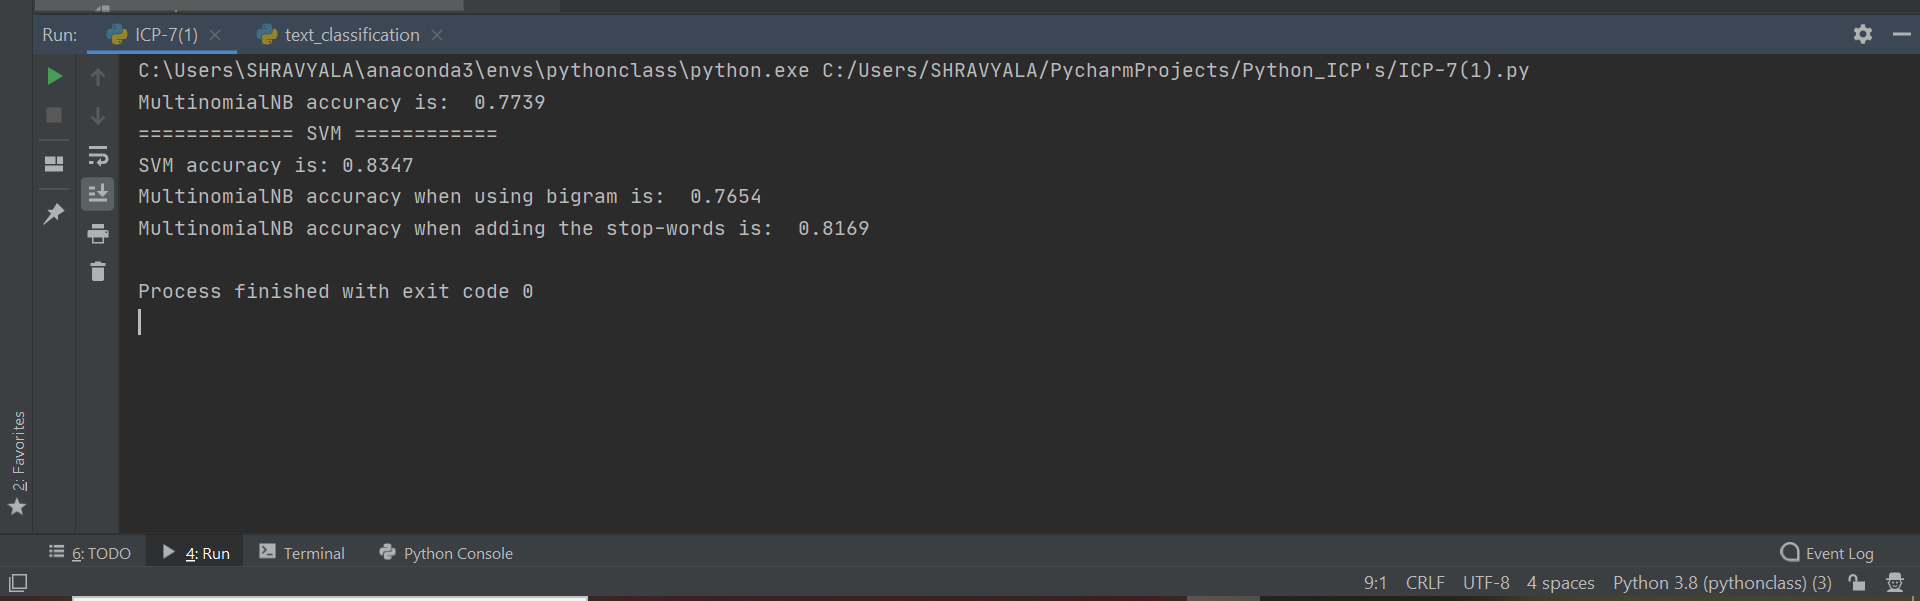 Run: ICP-7(1) text_classification
C:\Users\SHRAVYALA\anaconda3\envs\pythonclass\python.exe C:/Users/SHRAVYALA/PycharmProjects/Python_ICP's/ICP-7(1).py
MultinomialNB accuracy is:  0.7739
============= SVM ============
SVM accuracy is: 0.8347
MultinomialNB accuracy when using bigram is:  0.7654
MultinomialNB accuracy when adding the stop-words is:  0.8169
Process finished with exit code 0
2: Favorites
6: TODO 4: Run Terminal Python Console Event Log
9:1 CRLF UTF-8 4 spaces Python 3.8 (pythonclass) (3)